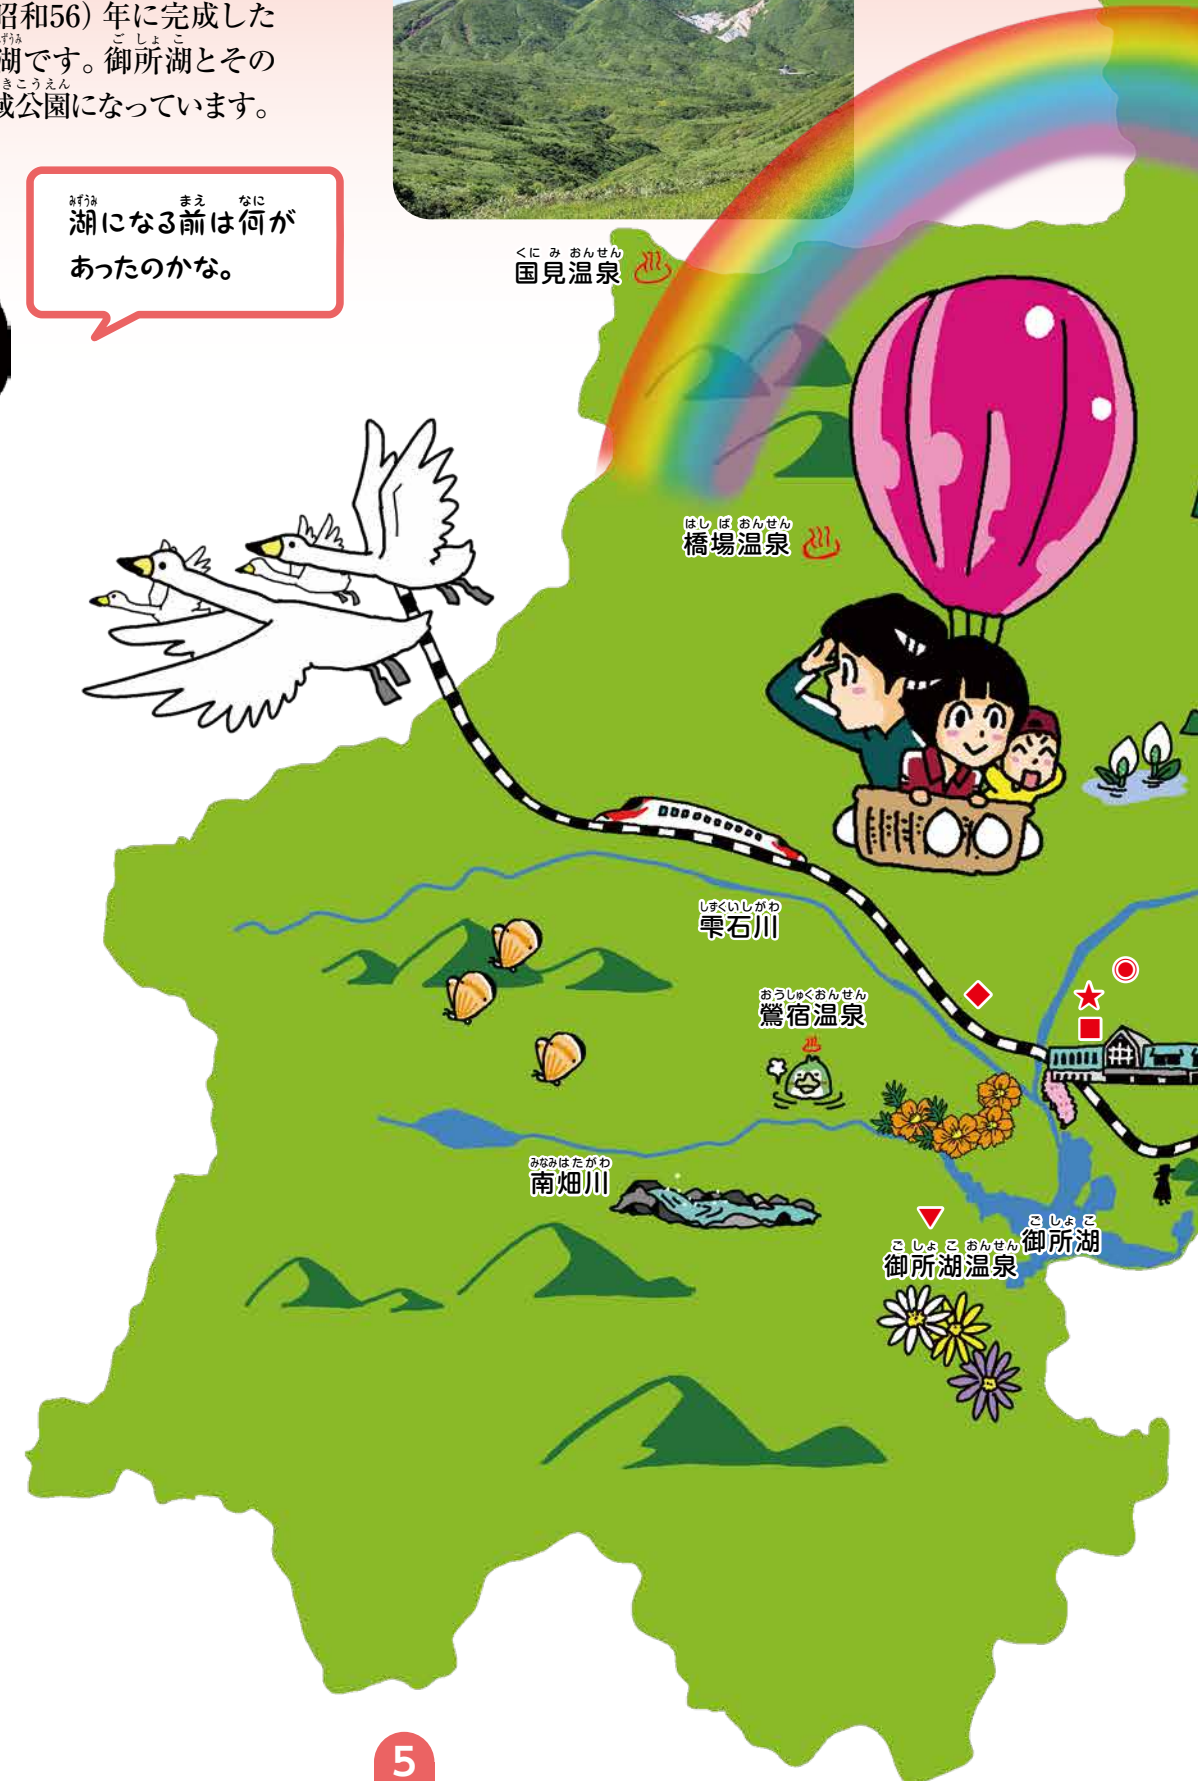 昭和56）年に完成した
湖です。御所湖とその
域公園になっています。
湖になる前は何が
あったのかな。
国見温泉
橋場温泉
雫石川
鶯宿温泉
南畑川
御所湖
御所湖温泉
5